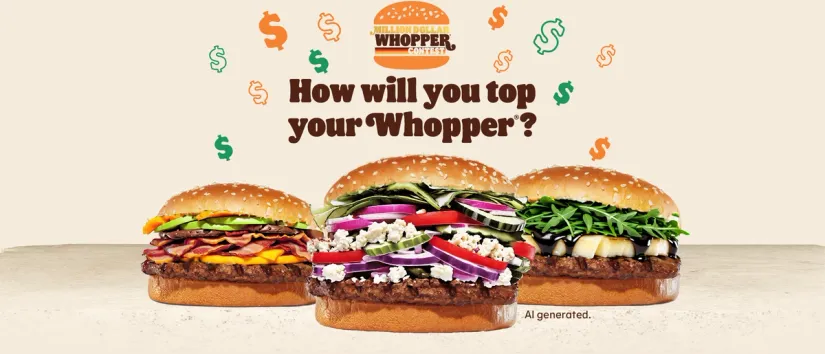 MILLION DOLLAR
WHOPPER
CONTEST
How will you top
your Whopper®?
AI generated.